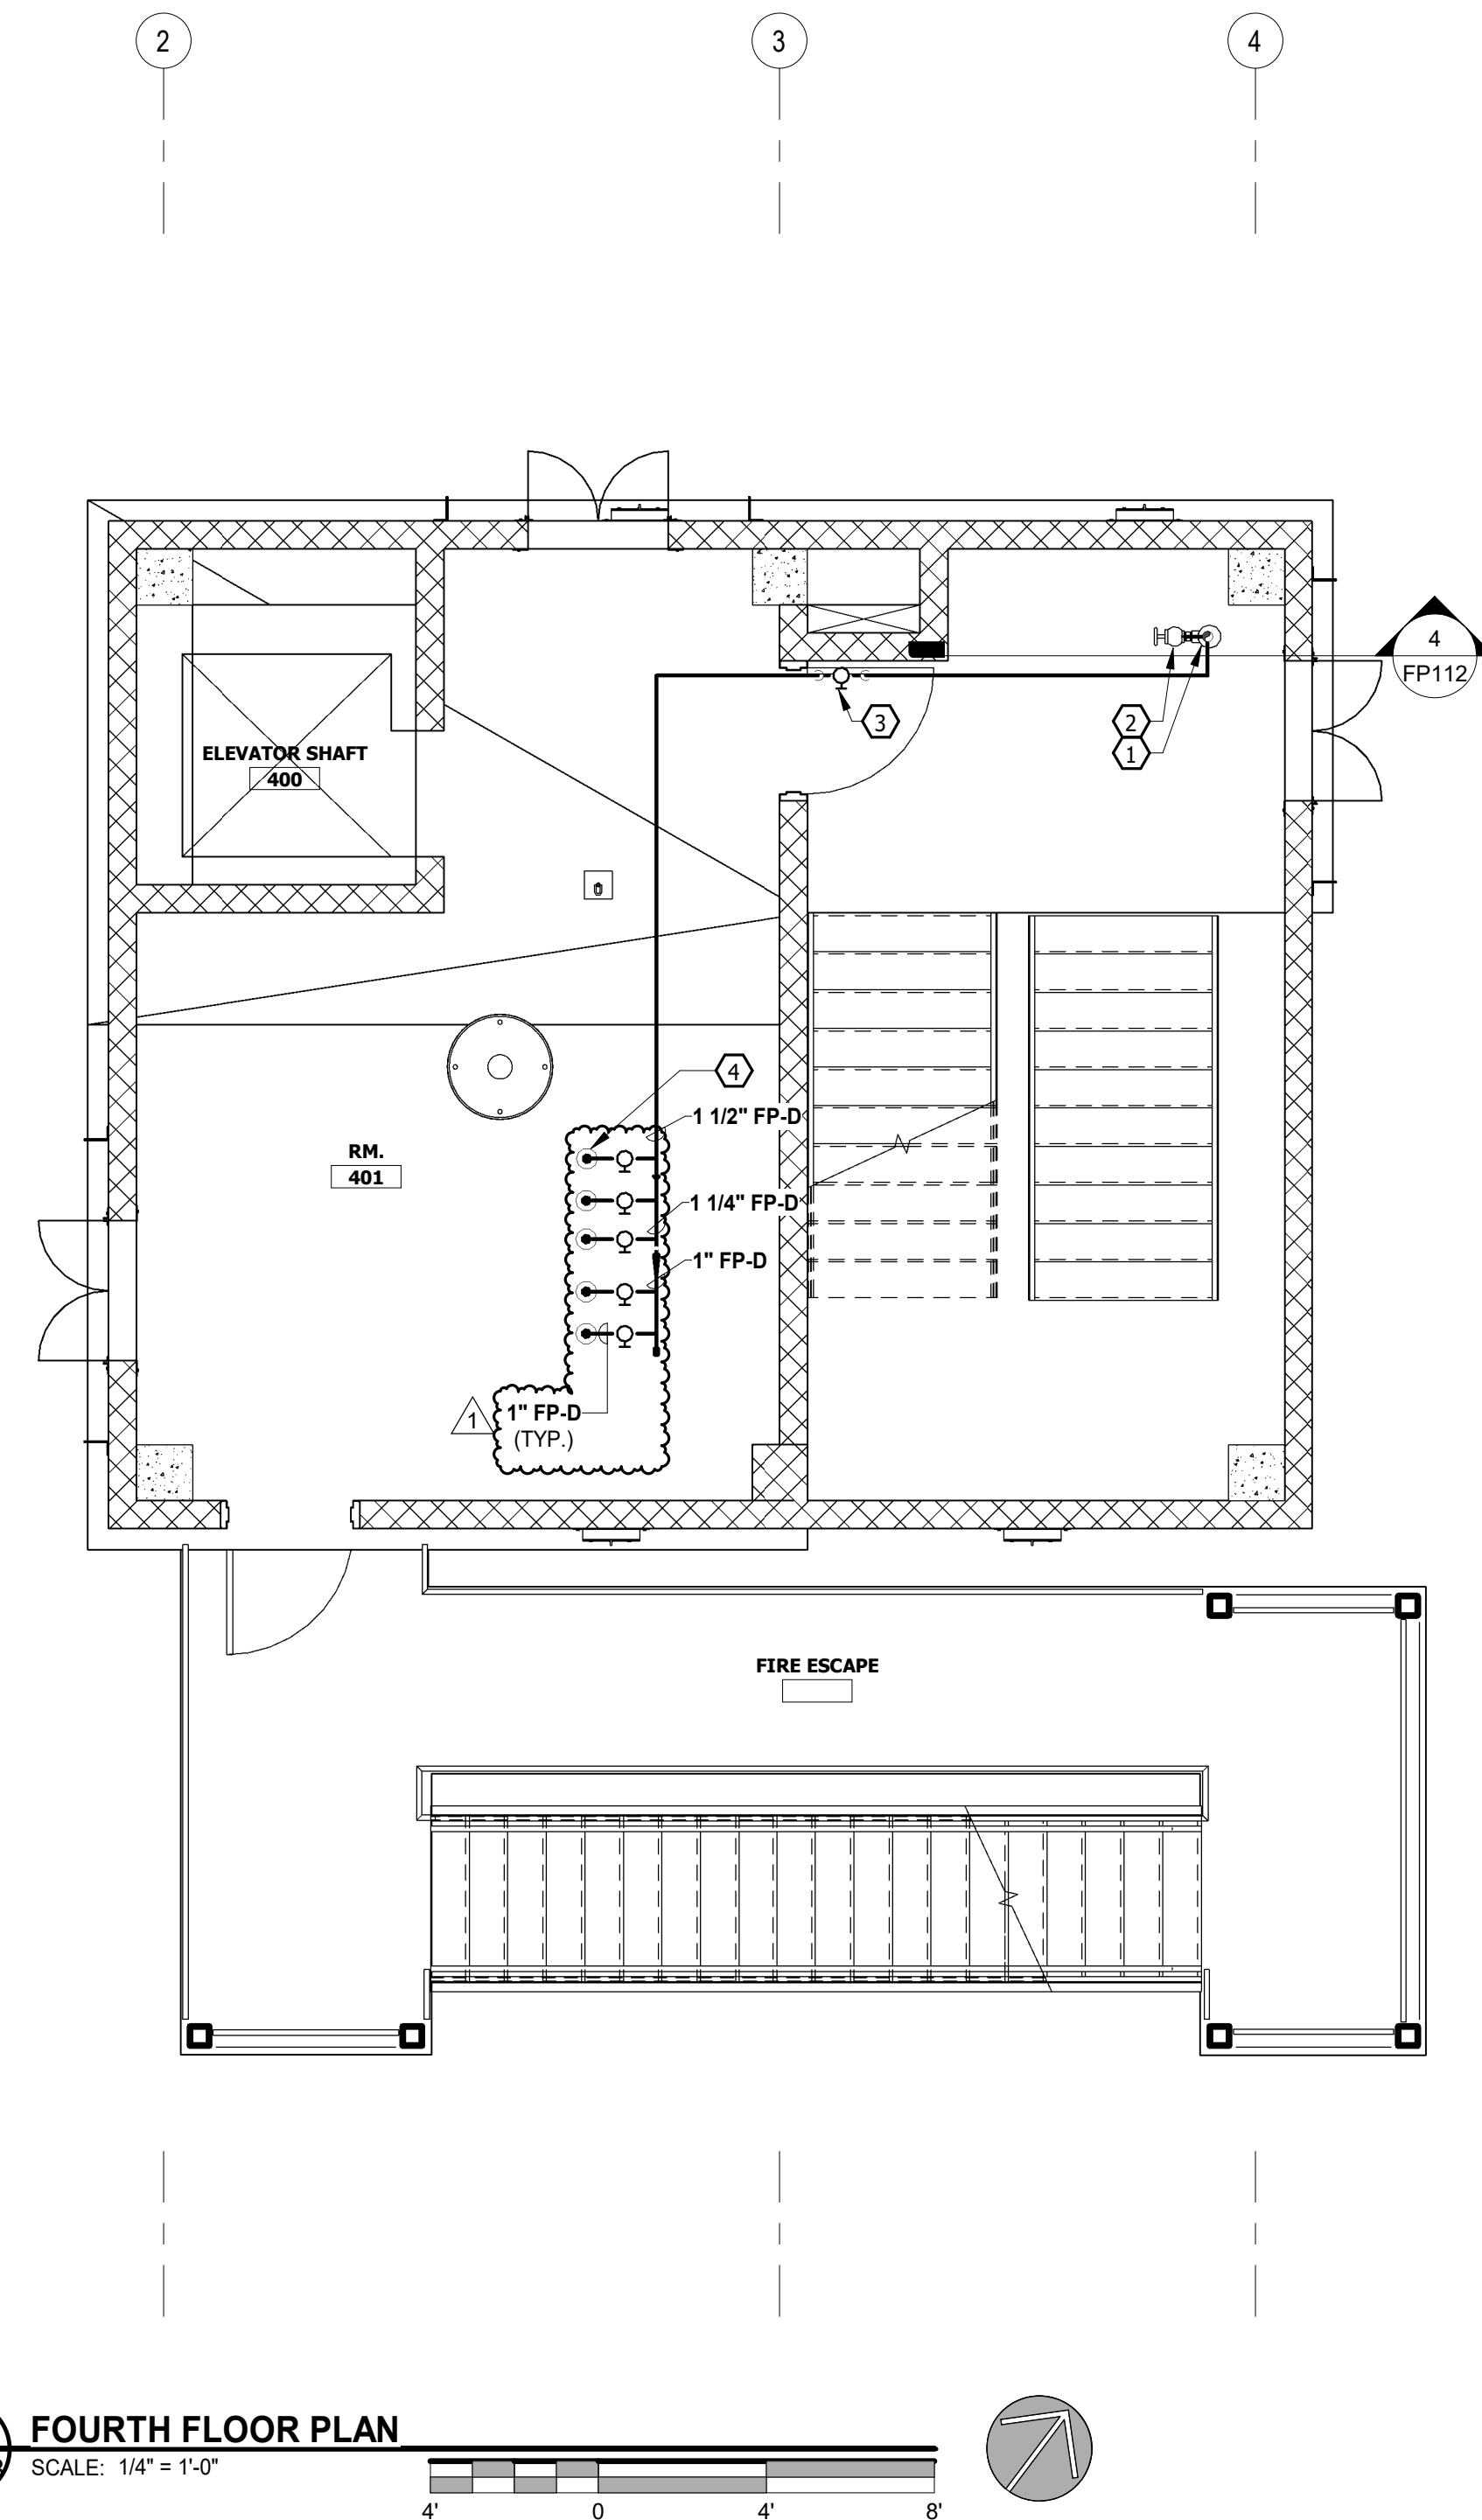 2
3
4
4
FP112
3
2
1
ELEVATOR SHAFT
400
4
1 1/2" FP-D
RM.
401
1 1/4" FP-D
1" FP-D
1
1" FP-D
(TYP.)
FIRE ESCAPE
FOURTH FLOOR PLAN
SCALE: 1/4" = 1'-0"
4'
0
4'
8'